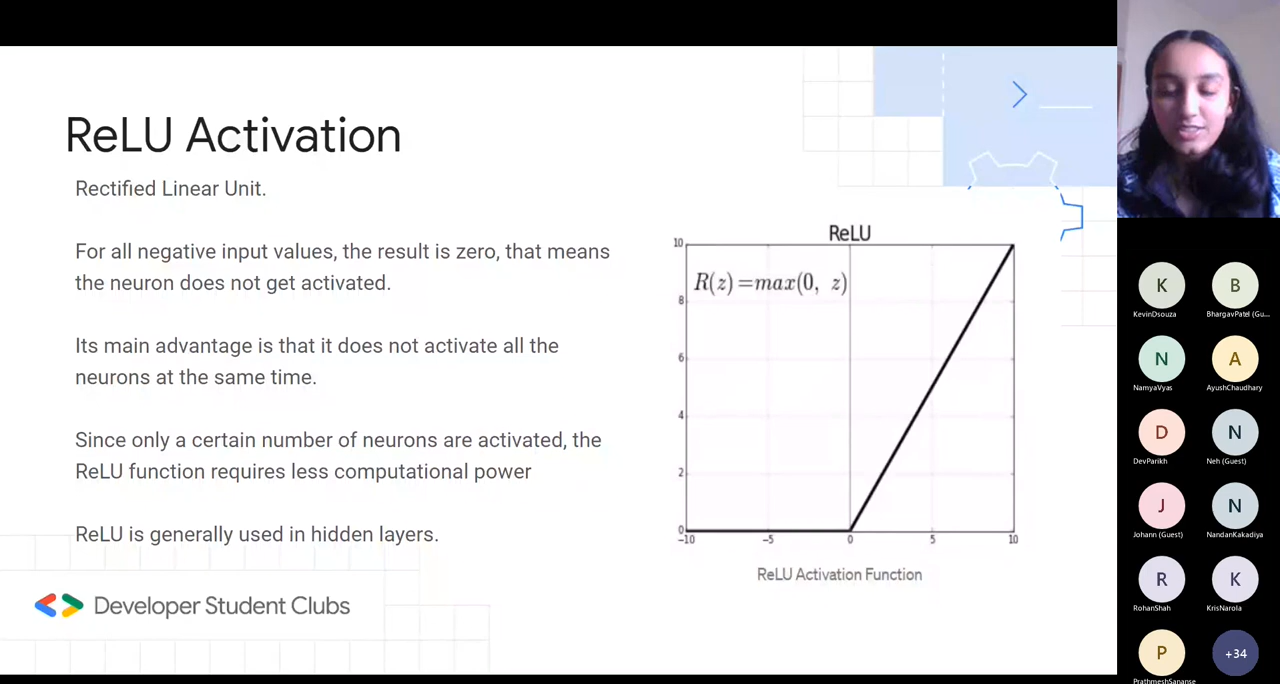 ReLU Activation
Rectified Linear Unit.
For all negative input values, the result is zero, that means
the neuron does not get activated.
Its main advantage is that it does not activate all the
neurons at the same time.
Since only a certain number of neurons are activated, the
ReLU function requires less computational power
ReLU is generally used in hidden layers.
Developer Student Clubs
ReLU
R(z)=max(0, z)
10
8
6
4
2
0
-10 -5 0 5 10
ReLU Activation Function
K B
KevinDsouza BhargavPatel (Gu...
N A
NamyaVyas AyushChaudhary
D N
DevParikh Neh (Guest)
J N
Johann (Guest) NandanKakadiya
R K
RohanShah KrisNarola
P +34
PrathmeshSananse